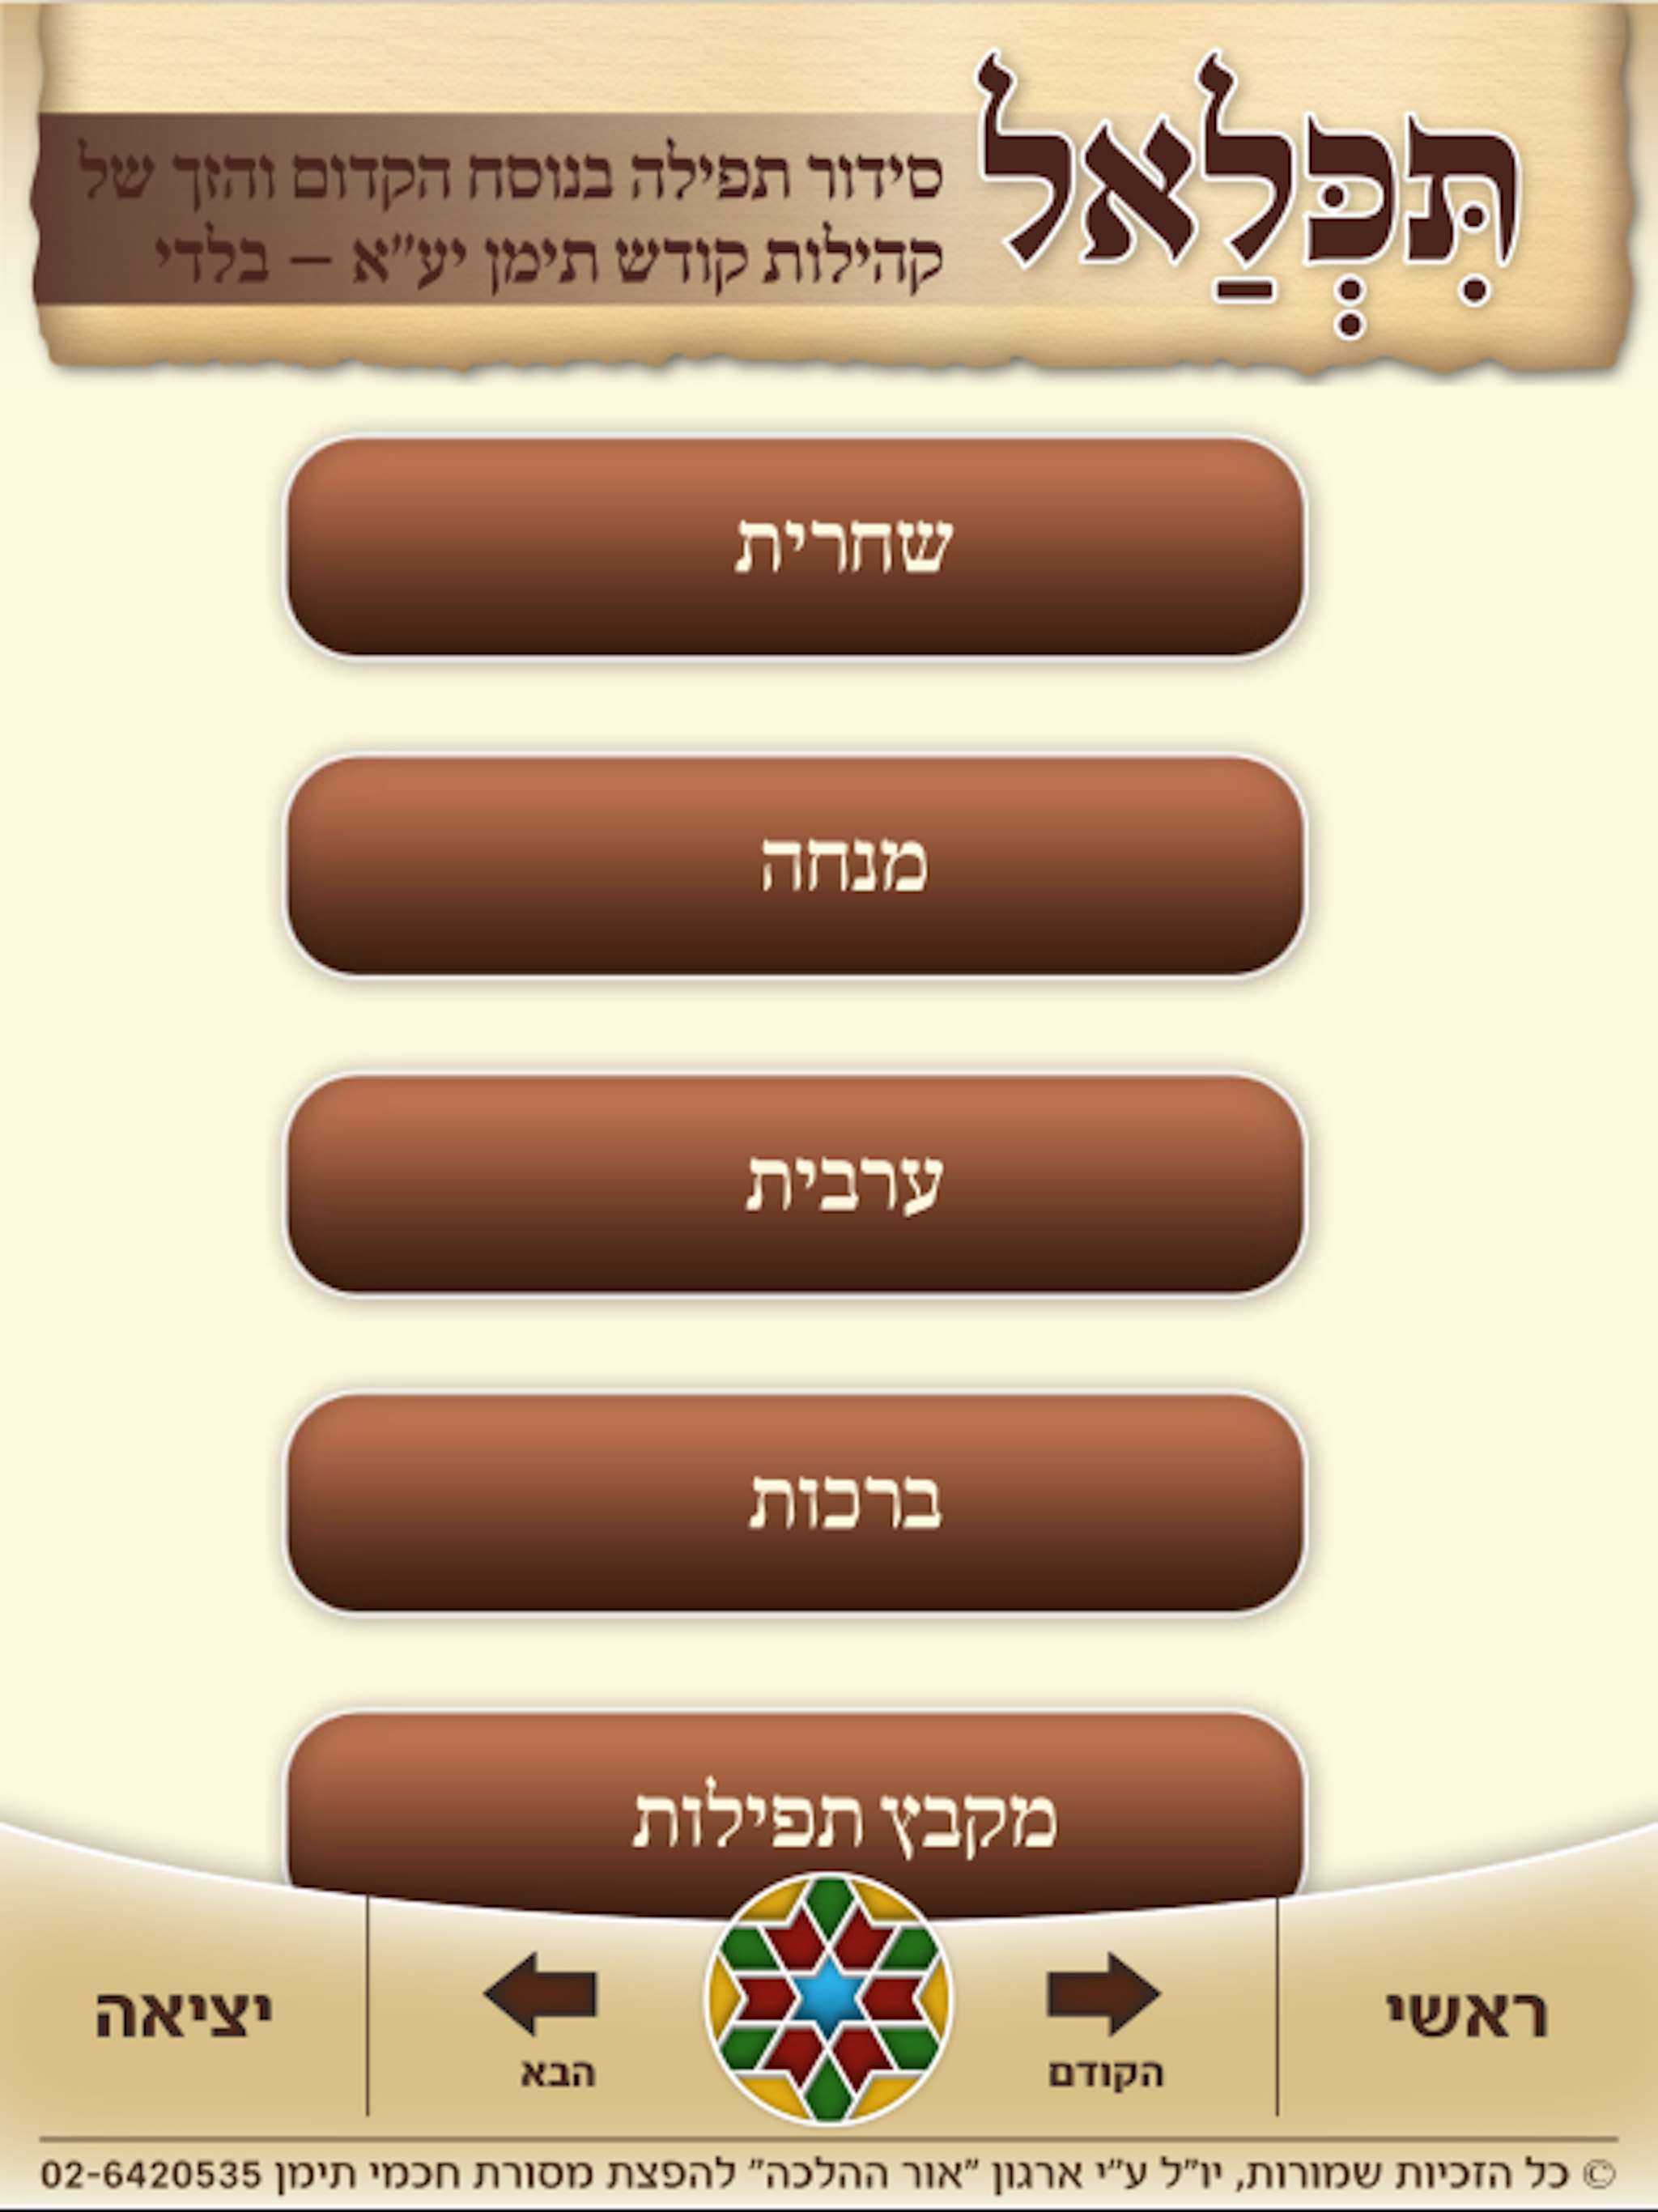 תִּפְּלַאל
סידור תפילה בנוסח הקדום והזך של
קהילות קודש תימן יע"א – בלדי
שחרית
מנחה
ערבית
ברכות
מקבץ תפילות
ראשי
הקודם
הבא
יציאה
© כל הזכיות שמורות, יו"ל ע"י ארגון "אור ההלכה" להפצת מסורת חכמי תימן 02-6420535